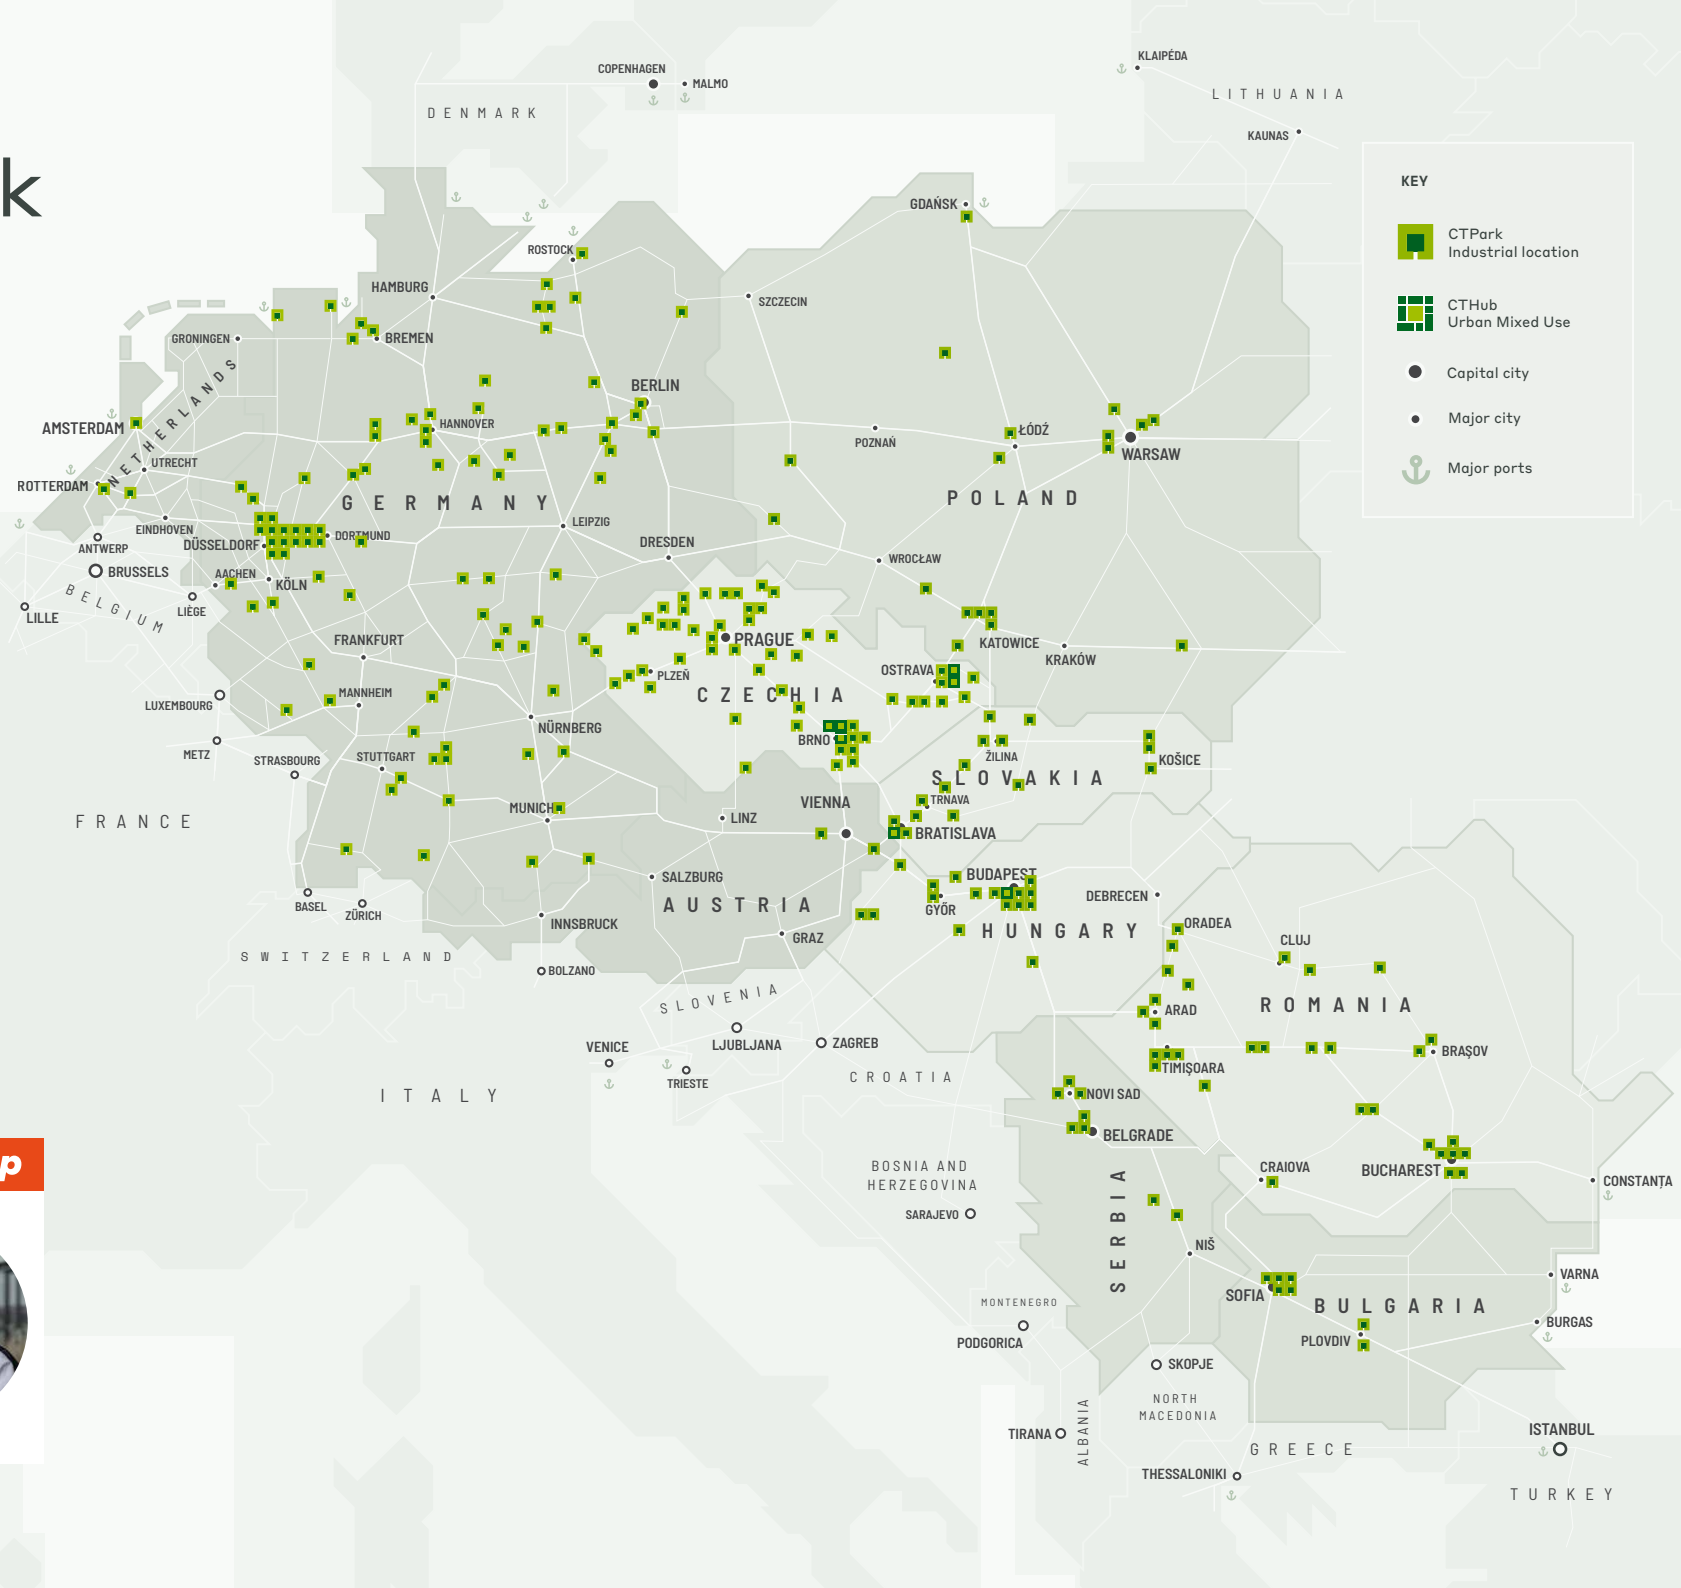 k
p
KEY
CTPark
Industrial location
CTHub
Urban Mixed Use
Capital city
Major city
Major ports
COPENHAGEN
MALMO
DENMARK
KLAIPÉDA
LITHUANIA
KAUNAS
GDAŃSK
ROSTOCK
HAMBURG
SZCZECIN
GRONINGEN
BREMEN
NETHERLANDS
BERLIN
AMSTERDAM
HANNOVER
POZNAŃ
ŁÓDŹ
WARSAW
UTRECHT
ROTTERDAM
GERMANY
POLAND
EINDHOVEN
LEIPZIG
DORTMUND
DÜSSELDORF
ANTWERP
DRESDEN
WROCŁAW
BRUSSELS
AACHEN
KÖLN
BELGIUM
LIÈGE
LILLE
FRANKFURT
PRAGUE
KATOWICE
KRAKÓW
OSTRAVA
PLZEŇ
CZECHIA
LUXEMBOURG
MANNHEIM
NÜRNBERG
BRNO
METZ
STRASBOURG
STUTTGART
ŽILINA
KOŠICE
SLOVAKIA
TRNAVA
VIENNA
MUNICH
LINZ
FRANCE
BRATISLAVA
BUDAPEST
SALZBURG
DEBRECEN
BASEL
ZÜRICH
AUSTRIA
GYŐR
INNSBRUCK
ORADEA
HUNGARY
GRAZ
CLUJ
SWITZERLAND
BOLZANO
SLOVENIA
ROMANIA
ARAD
VENICE
LJUBLJANA
ZAGREB
BRAŞOV
TIMIŞOARA
TRIESTE
CROATIA
ITALY
NOVI SAD
BELGRADE
BOSNIA AND
HERZEGOVINA
CRAIOVA
BUCHAREST
CONSTANȚA
SARAJEVO
SERBIA
NIŠ
VARNA
SOFIA
MONTENEGRO
BULGARIA
BURGAS
PODGORICA
PLOVDIV
SKOPJE
NORTH
MACEDONIA
ALBANIA
TIRANA
ISTANBUL
GREECE
THESSALONIKI
TURKEY